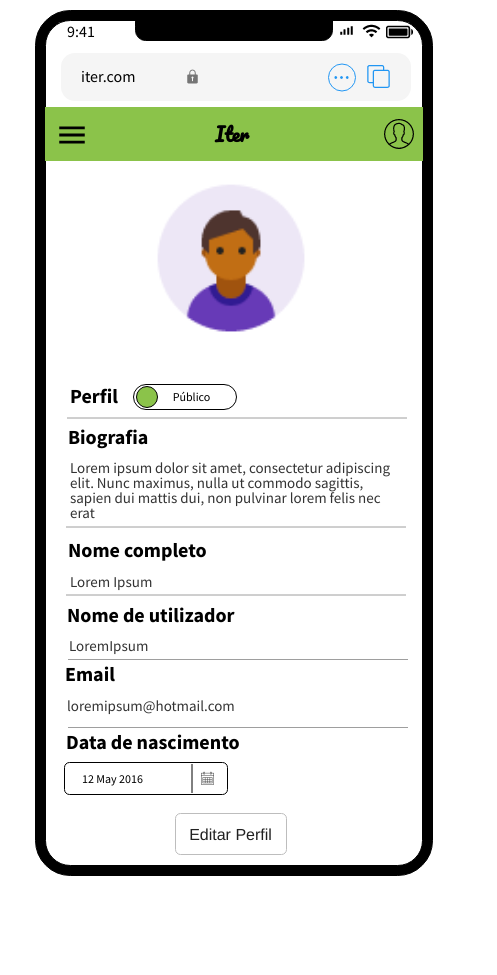 9:41
iter.com
Iter
Perfil
Público
Biografia
Lorem ipsum dolor sit amet, consectetur adipiscing
elit. Nunc maximus, nulla ut commodo sagittis,
sapien dui mattis dui, non pulvinar lorem felis nec
erat
Nome completo
Lorem Ipsum
Nome de utilizador
LoremIpsum
Email
loremipsum@hotmail.com
Data de nascimento
12 May 2016
Editar Perfil